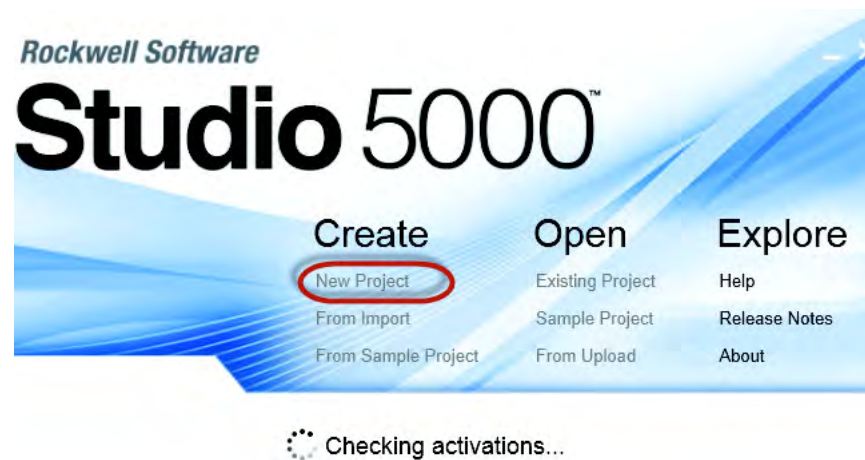 Rockwell Software
Studio 5000™
Create
New Project
From Import
From Sample Project
Open
Existing Project
Sample Project
From Upload
Explore
Help
Release Notes
About
Checking activations...